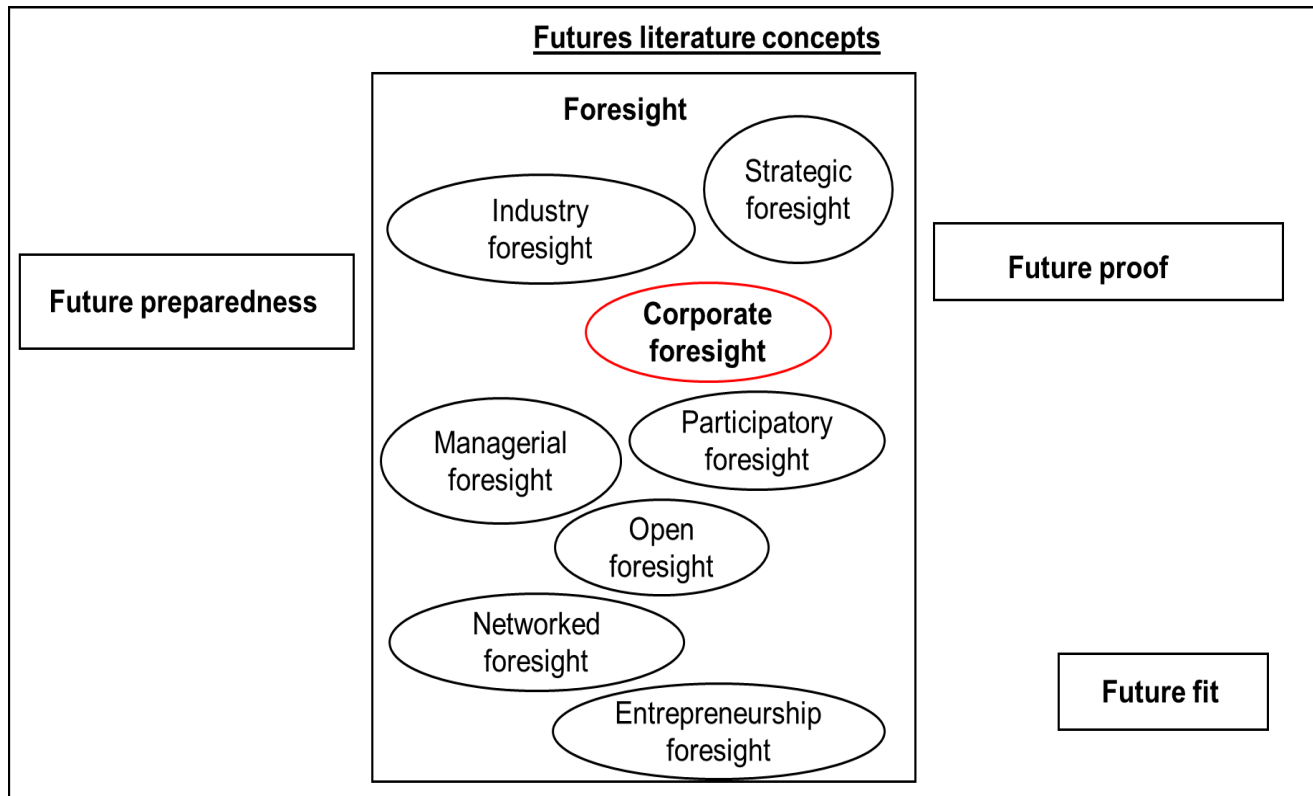 Futures literature concepts
Foresight
Strategic
foresight
Industry
foresight
Future preparedness
Future proof
Corporate
foresight
Managerial
foresight
Participatory
foresight
Open
foresight
Networked
foresight
Entrepreneurship
foresight
Future fit